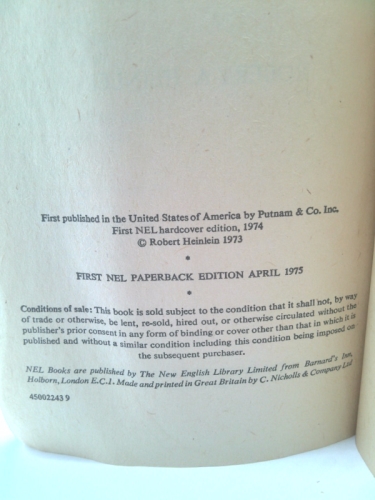 First published in the United States of America by Putnam & Co. Inc.
First NEL hardcover edition, 1974
© Robert Heinlein 1973
•
FIRST NEL PAPERBACK EDITION APRIL 1975
•
Conditions of sale: This book is sold subject to the condition that it shall not, by way
of trade or otherwise, be lent, re-sold, hired out, or otherwise circulated without the
publisher's prior consent in any form of binding or cover other than that in which it is
published and without a similar condition including this condition being imposed on
the subsequent purchaser.
NEL Books are published by The New English Library Limited from Barnard's Inn,
Holborn, London E.C.1. Made and printed in Great Britain by C. Nicholls & Company Ltd
45002243 9